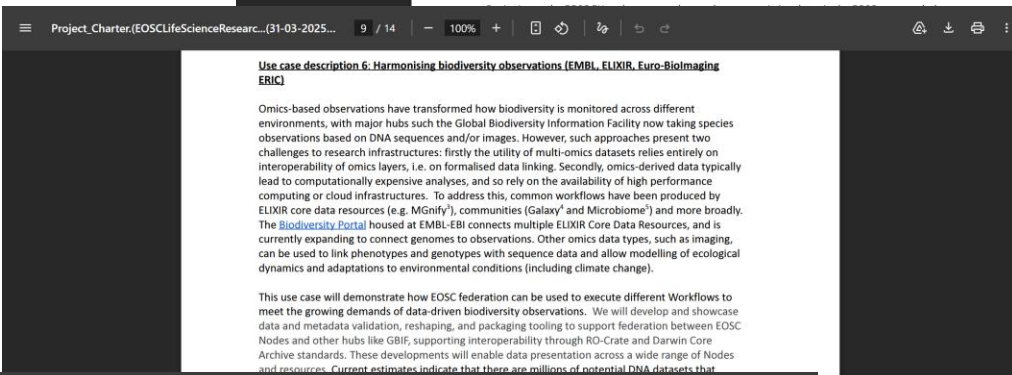 Project_Charter.(EOSCLifeScienceResearc...(31-03-2025...
9 / 14
100%
Use case description 6: Harmonising biodiversity observations (EMBL, ELIXIR, Euro-BioImaging
ERIC)
Omics-based observations have transformed how biodiversity is monitored across different
environments, with major hubs such the Global Biodiversity Information Facility now taking species
observations based on DNA sequences and/or images. However, such approaches present two
challenges to research infrastructures: firstly the utility of multi-omics datasets relies entirely on
interoperability of omics layers, i.e. on formalised data linking. Secondly, omics-derived data typically
lead to computationally expensive analyses, and so rely on the availability of high performance
computing or cloud infrastructures. To address this, common workflows have been produced by
ELIXIR core data resources (e.g. MGnify³), communities (Galaxy⁴ and Microbiome⁵) and more broadly.
The Biodiversity Portal housed at EMBL-EBI connects multiple ELIXIR Core Data Resources, and is
currently expanding to connect genomes to observations. Other omics data types, such as imaging,
can be used to link phenotypes and genotypes with sequence data and allow modelling of ecological
dynamics and adaptations to environmental conditions (including climate change).
This use case will demonstrate how EOSC federation can be used to execute different Workflows to
meet the growing demands of data-driven biodiversity observations. We will develop and showcase
data and metadata validation, reshaping, and packaging tooling to support federation between EOSC
Nodes and other hubs like GBIF, supporting interoperability through RO-Crate and Darwin Core
Archive standards. These developments will enable data presentation across a wide range of Nodes
and resources. Current estimates indicate that there are millions of potential DNA datasets that